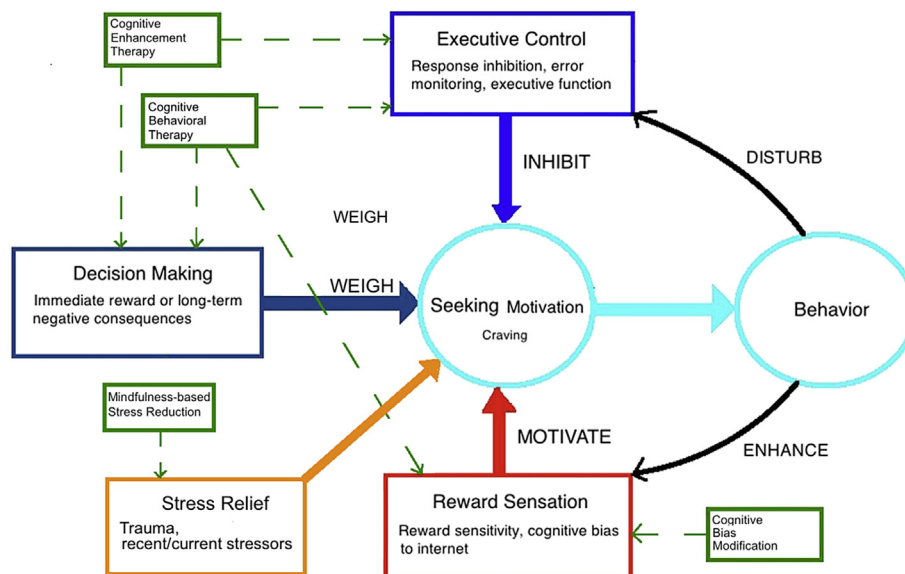 Cognitive
Enhancement
Therapy
Executive Control
Response inhibition, error
monitoring, executive function
Cognitive
Behavioral
Therapy
INHIBIT
DISTURB
WEIGH
Decision Making
Immediate reward or long-term
negative consequences
WEIGH
Seeking Motivation
Craving
Behavior
Mindfulness-based
Stress Reduction
MOTIVATE
ENHANCE
Stress Relief
Trauma,
recent/current stressors
Reward Sensation
Reward sensitivity, cognitive bias
to internet
Cognitive
Bias
Modification